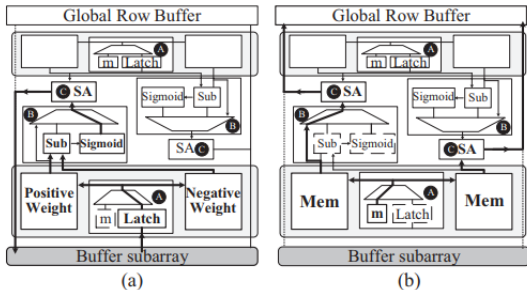 Global Row Buffer
A
m
Latch
C SA
Sigmoid
Sub
B
B
Sub
Sigmoid
SA C
Positive
Weight
A
m
Latch
Negative
Weight
Buffer subarray
(a)
Global Row Buffer
A
m
Latch
C SA
Sigmoid
Sub
B
B
Sub
Sigmoid
C SA
Mem
A
m
Latch
Mem
Buffer subarray
(b)